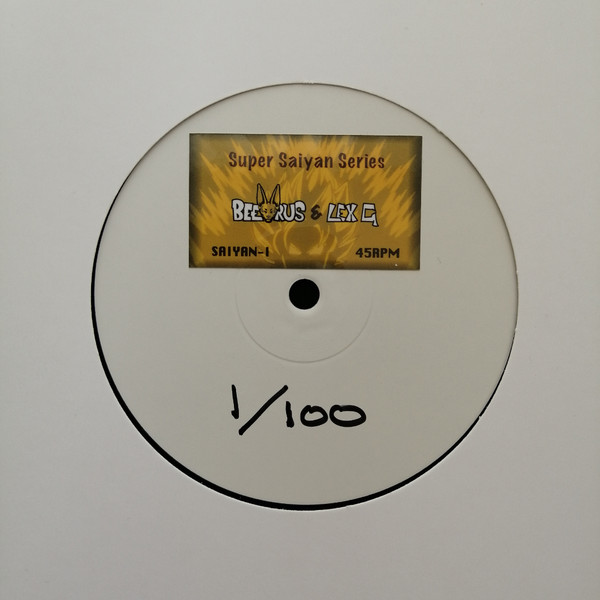 Super Saiyan Series
BEERUS & LEX G
SAIYAN-1 45RPM
1/100